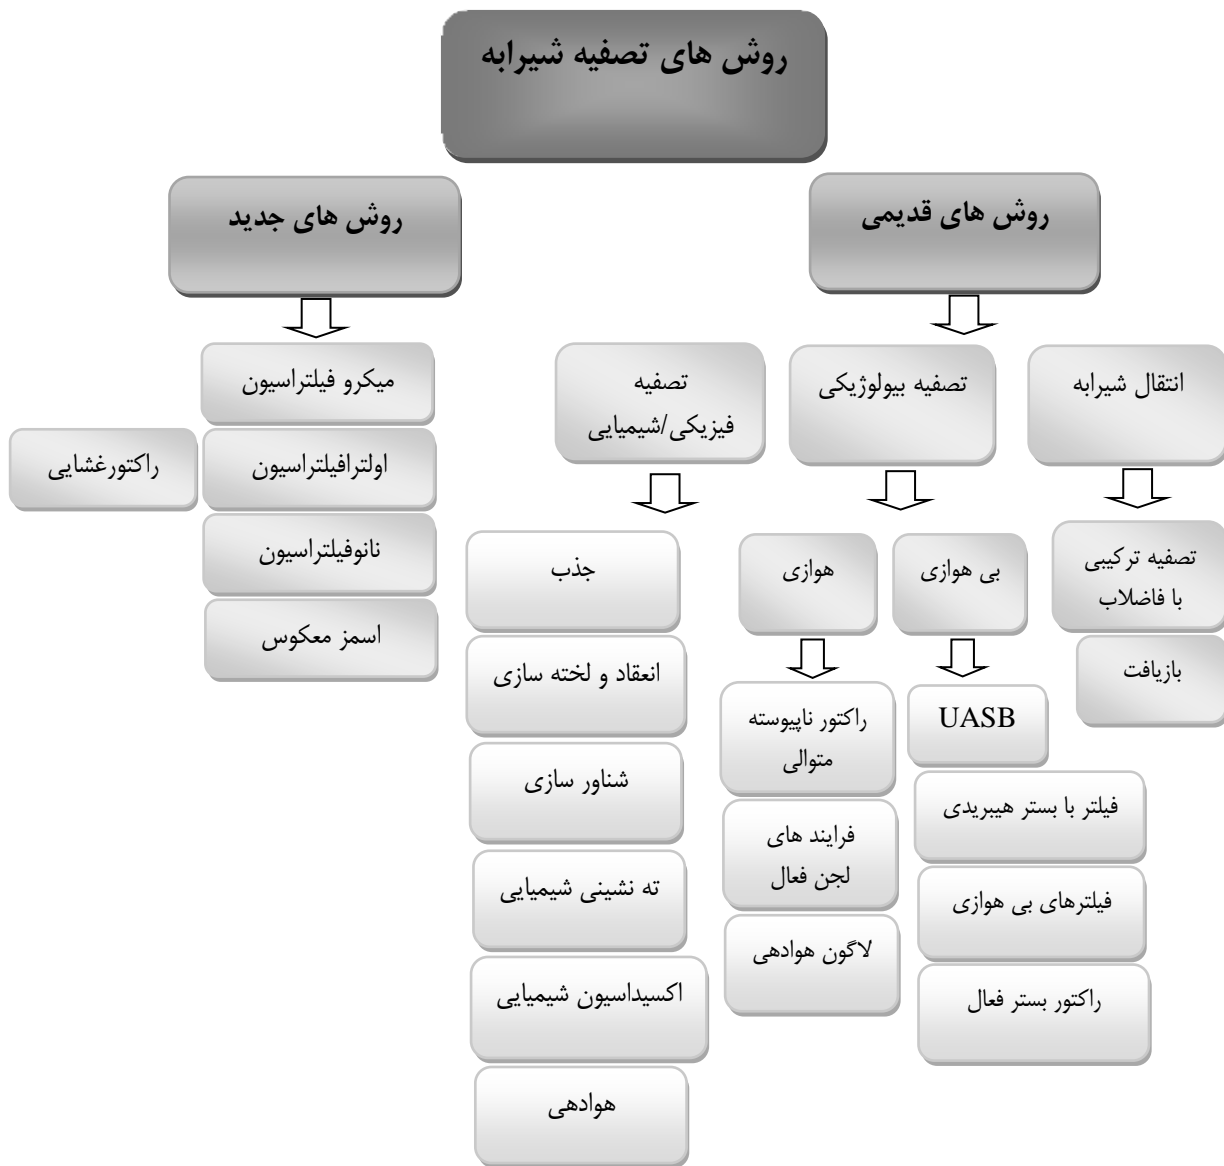 روش های تصفیه شیرابه
روش های قدیمی
روش های جدید
انتقال شیرابه
تصفیه ترکیبی
با فاضلاب
بازیافت
تصفیه بیولوژیکی
بی هوازی
UASB
فیلتر با بستر هیبریدی
فیلترهای بی هوازی
راکتور بستر فعال
هوازی
راکتور ناپیوسته
متوالی
فرایند های
لجن فعال
لاگون هوادهی
تصفیه
فیزیکی/شیمیایی
جذب
انعقاد و لخته سازی
شناور سازی
ته نشینی شیمیایی
اکسیداسیون شیمیایی
هوادهی
میکرو فیلتراسیون
اولترافیلتراسیون
راکتورغشایی
نانوفیلتراسیون
اسمز معکوس